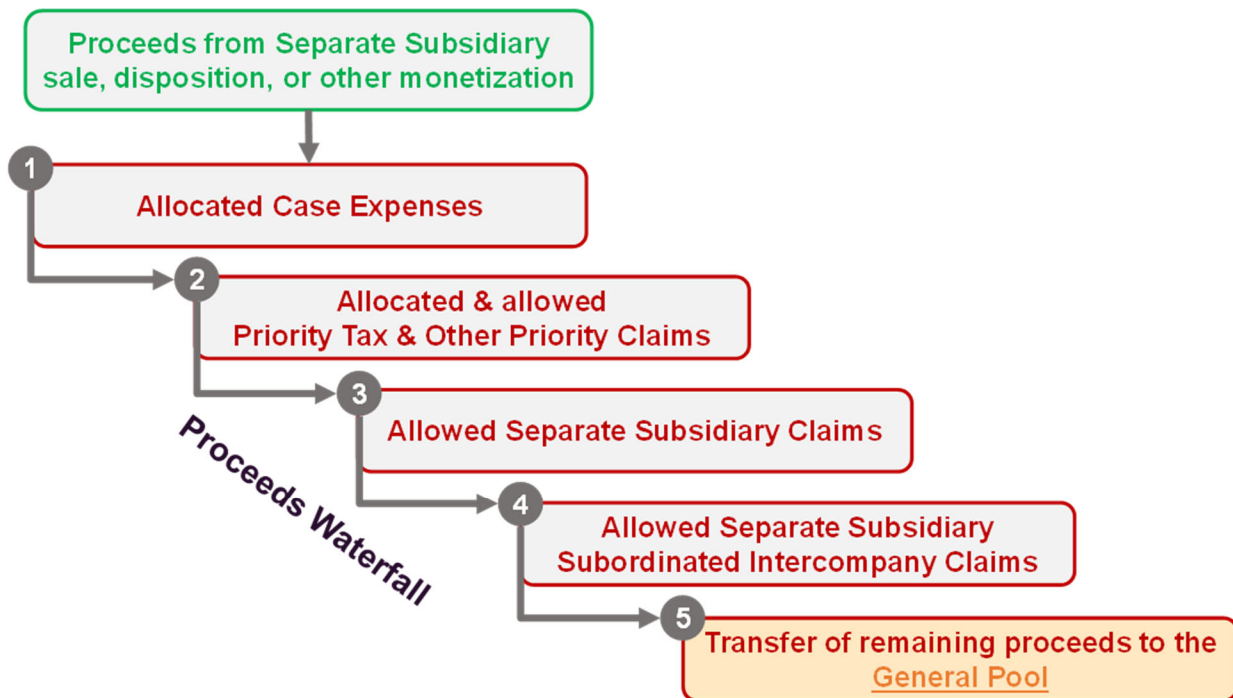 Proceeds from Separate Subsidiary
sale, disposition, or other monetization
1
Allocated Case Expenses
2
Allocated & allowed
Priority Tax & Other Priority Claims
3
Allowed Separate Subsidiary Claims
Proceeds Waterfall
4
Allowed Separate Subsidiary
Subordinated Intercompany Claims
5
Transfer of remaining proceeds to the
General Pool